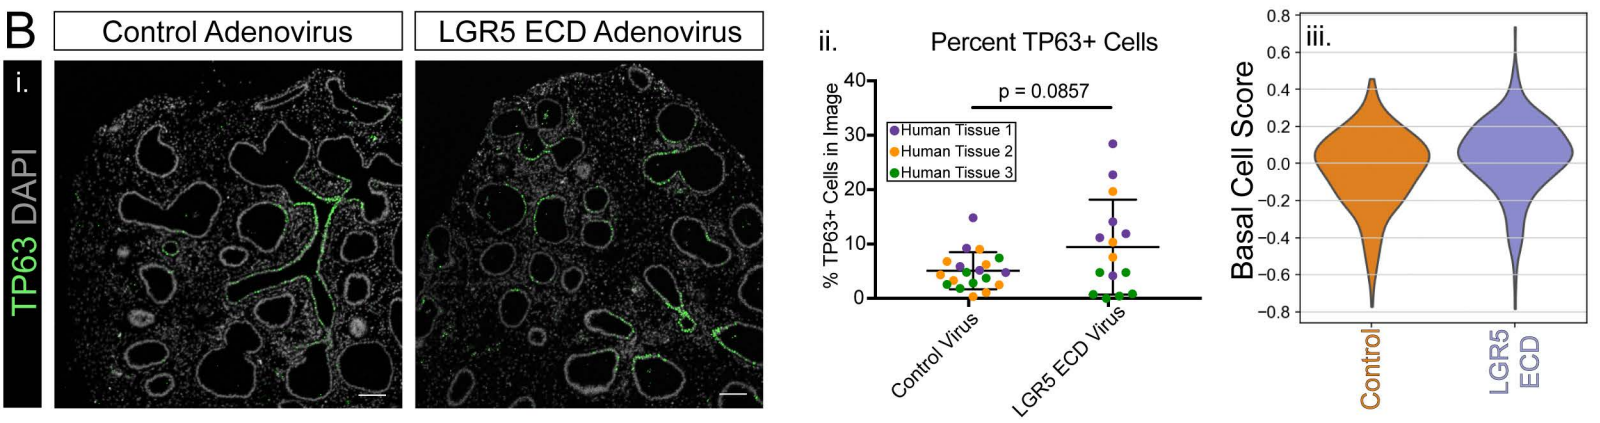 B
Control Adenovirus
LGR5 ECD Adenovirus
i.
TP63 DAPI
ii.
Percent TP63+ Cells
p = 0.0857
% TP63+ Cells in Image
40
30
20
10
0
Human Tissue 1
Human Tissue 2
Human Tissue 3
Control Virus
LGR5 ECD Virus
iii.
Basal Cell Score
0.8
0.6
0.4
0.2
0.0
−0.2
−0.4
−0.6
−0.8
Control
LGR5
ECD